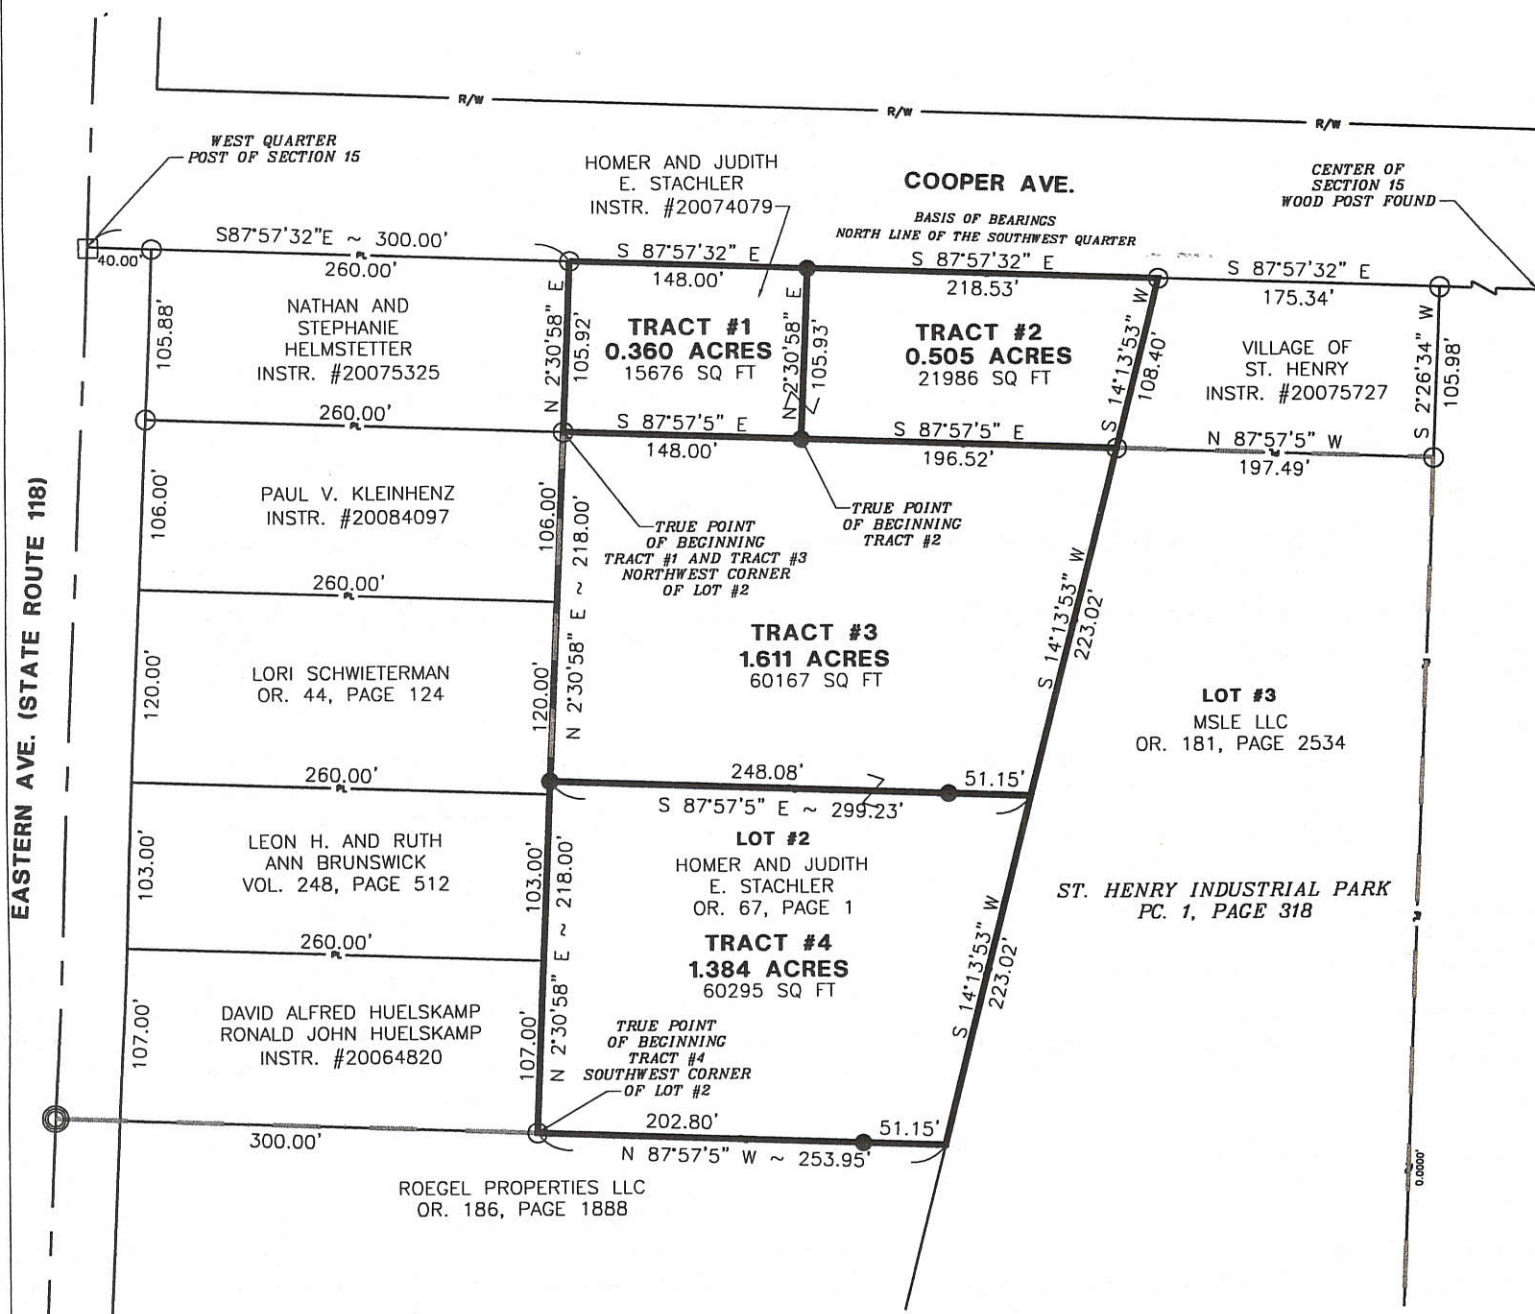 R/W
R/W
R/W
WEST QUARTER
POST OF SECTION 15
HOMER AND JUDITH
E. STACHLER
INSTR. #20074079
COOPER AVE.
BASIS OF BEARINGS
NORTH LINE OF THE SOUTHWEST QUARTER
CENTER OF
SECTION 15
WOOD POST FOUND
S87°57'32"E ~ 300.00'
PL
40.00'
260.00'
S 87°57'32" E
148.00'
S 87°57'32" E
218.53'
S 87°57'32" E
175.34'
105.88'
NATHAN AND
STEPHANIE
HELMSTETTER
INSTR. #20075325
N 2°30'58" E
105.92'
TRACT #1
0.360 ACRES
15676 SQ FT
N 2°30'58" E
105.93'
TRACT #2
0.505 ACRES
21986 SQ FT
S 14°13'53" W
108.40'
VILLAGE OF
ST. HENRY
INSTR. #20075727
S 2°26'34" W
105.98'
260.00'
PL
S 87°57'5" E
148.00'
S 87°57'5" E
196.52'
N 87°57'5" W
197.49'
EASTERN AVE. (STATE ROUTE 118)
106.00'
PAUL V. KLEINHENZ
INSTR. #20084097
106.00'
N 2°30'58" E ~ 218.00'
TRUE POINT
OF BEGINNING
TRACT #1 AND TRACT #3
NORTHWEST CORNER
OF LOT #2
TRUE POINT
OF BEGINNING
TRACT #2
260.00'
PL
S 14°13'53" W
223.02'
120.00'
LORI SCHWIETERMAN
OR. 44, PAGE 124
120.00'
TRACT #3
1.611 ACRES
60167 SQ FT
LOT #3
MSLE LLC
OR. 181, PAGE 2534
260.00'
PL
248.08'
51.15'
S 87°57'5" E ~ 299.23'
103.00'
LEON H. AND RUTH
ANN BRUNSWICK
VOL. 248, PAGE 512
103.00'
N 2°30'58" E ~ 218.00'
LOT #2
HOMER AND JUDITH
E. STACHLER
OR. 67, PAGE 1
TRACT #4
1.384 ACRES
60295 SQ FT
S 14°13'53" W
223.02'
ST. HENRY INDUSTRIAL PARK
PC. 1, PAGE 318
PL
260.00'
PL
107.00'
DAVID ALFRED HUELSKAMP
RONALD JOHN HUELSKAMP
INSTR. #20064820
107.00'
TRUE POINT
OF BEGINNING
TRACT #4
SOUTHWEST CORNER
OF LOT #2
300.00'
202.80'
51.15'
N 87°57'5" W ~ 253.95'
0.0000'
ROEGEL PROPERTIES LLC
OR. 186, PAGE 1888